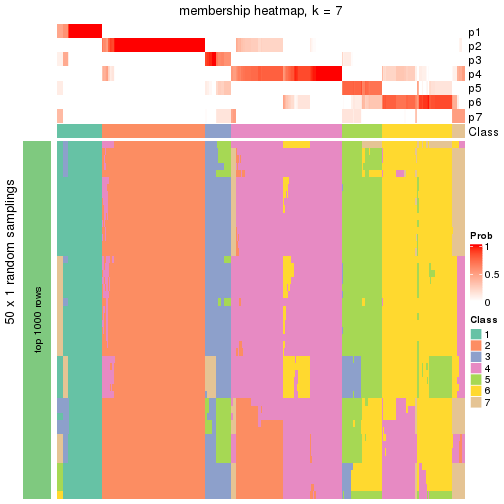 membership heatmap, k = 7
p1
p2
p3
p4
p5
p6
p7
Class
50 x 1 random samplings
top 1000 rows
Prob
1
0.5
0
Class
1
2
3
4
5
6
7